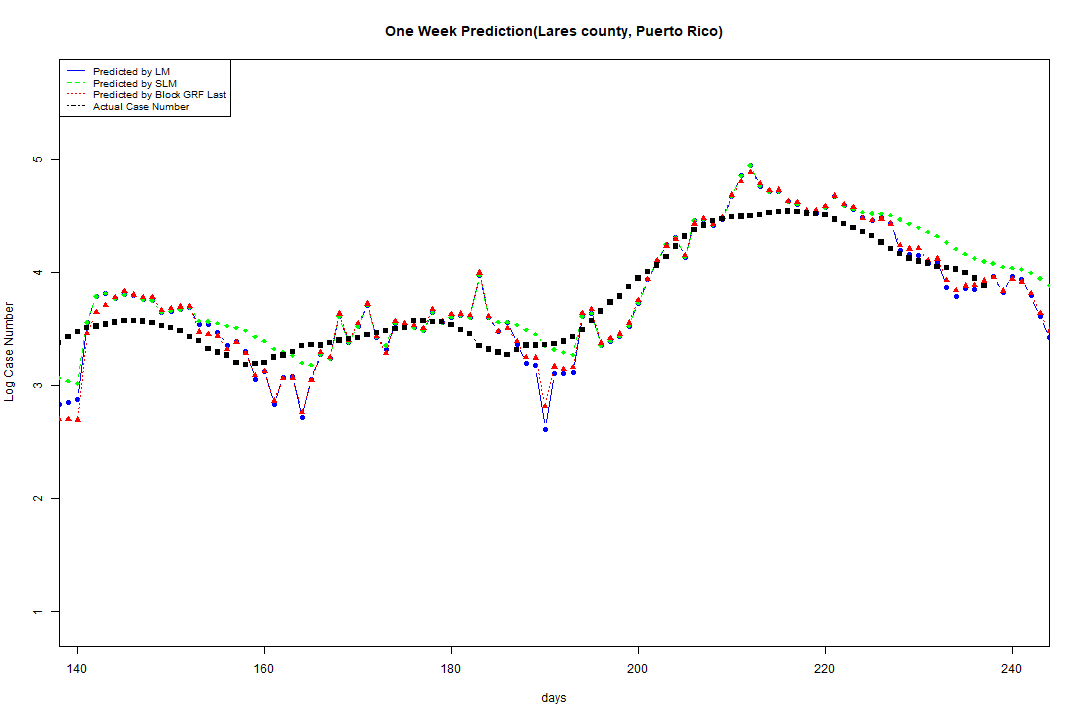 One Week Prediction(Lares county, Puerto Rico)
Predicted by LM
Predicted by SLM
Predicted by Block GRF Last
Actual Case Number
5
4
3
2
1
Log Case Number
140 160 180 200 220 240
days